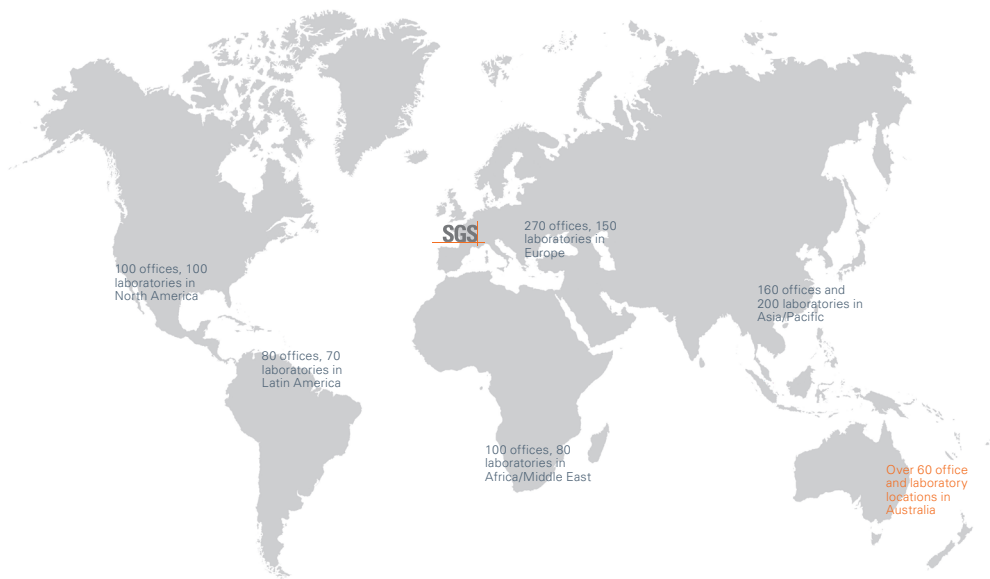 SGS
270 offices, 150
laboratories in
Europe
100 offices, 100
laboratories in
North America
160 offices and
200 laboratories in
Asia/Pacific
80 offices, 70
laboratories in
Latin America
100 offices, 80
laboratories in
Africa/Middle East
Over 60 office
and laboratory
locations in
Australia